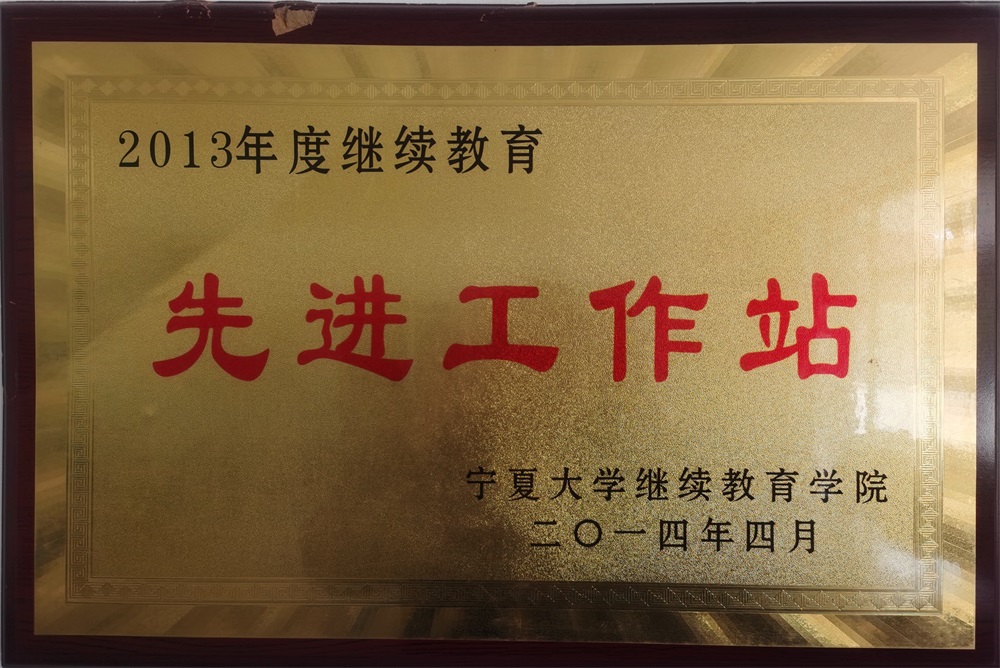 2013年度继续教育
先进工作站
宁夏大学继续教育学院
二〇一四年四月